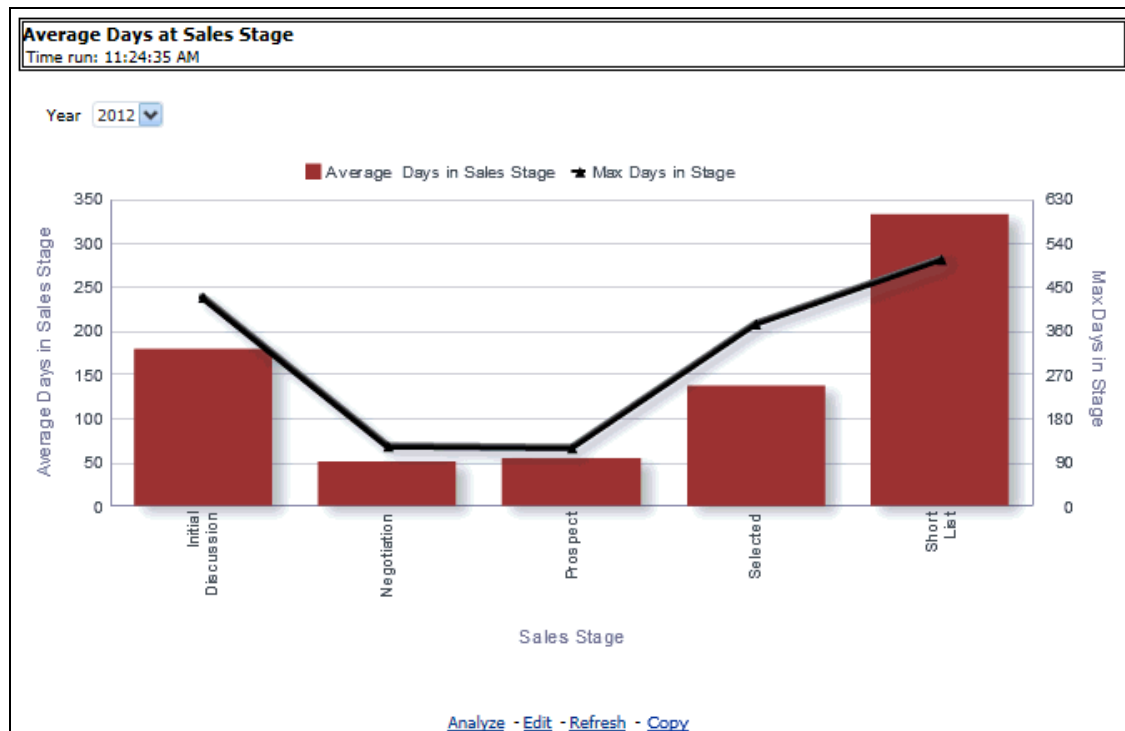 Average Days at Sales Stage
Time run: 11:24:35 AM
Year 2012
Average Days in Sales Stage Max Days in Stage
Average Days in Sales Stage
350
300
250
200
150
100
50
0
630
540
450
360
270
180
90
0
Max Days in Stage
Initial
Discussion
Negotiation
Prospect
Selected
Short
List
Sales Stage
Analyze - Edit - Refresh - Copy